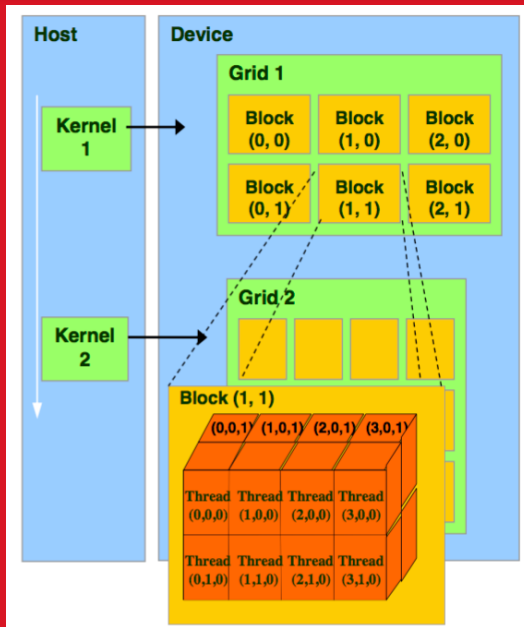 Host
Device
Grid 1
Kernel
1
Block
(0, 0)
Block
(1, 0)
Block
(2, 0)
Block
(0, 1)
Block
(1, 1)
Block
(2, 1)
Grid 2
Kernel
2
Block (1, 1)
(0,0,1) (1,0,1) (2,0,1) (3,0,1)
Thread
(0,0,0)
Thread
(1,0,0)
Thread
(2,0,0)
Thread
(3,0,0)
Thread
(0,1,0)
Thread
(1,1,0)
Thread
(2,1,0)
Thread
(3,1,0)